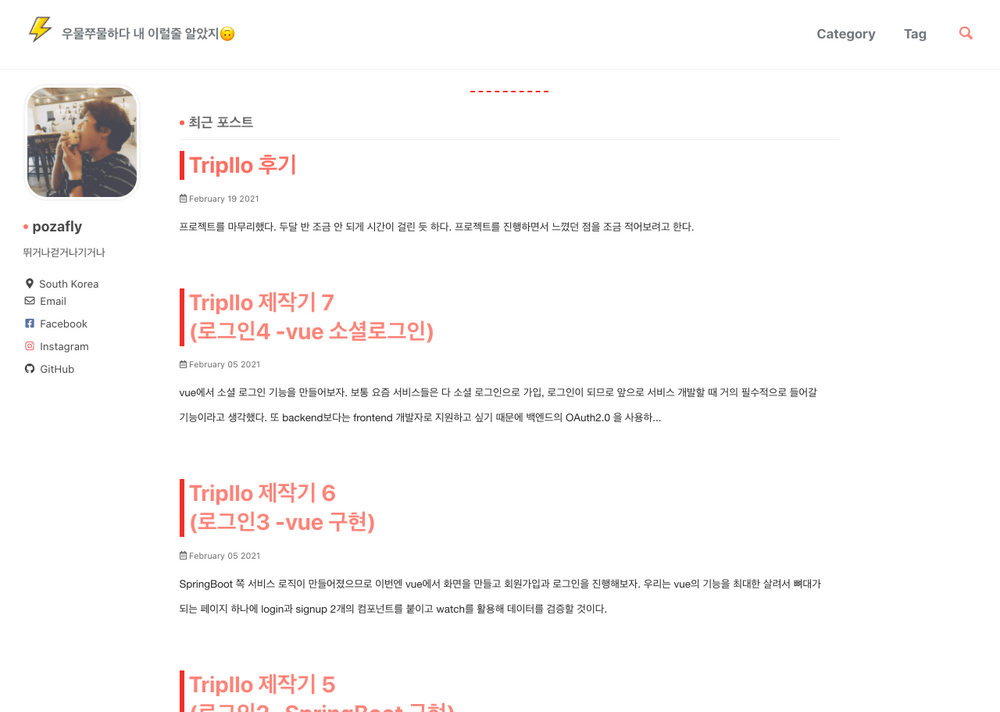 우물쭈물하다 내 이럴줄 알았지🙃
Category
Tag
pozafly
뛰거나걷거나기거나
South Korea
Email
Facebook
Instagram
GitHub
최근 포스트
Tripllo 후기
February 19 2021
프로젝트를 마무리했다. 두달 반 조금 안 되게 시간이 걸린 듯 하다. 프로젝트를 진행하면서 느꼈던 점을 조금 적어보려고 한다.
Tripllo 제작기 7
(로그인4 -vue 소셜로그인)
February 05 2021
vue에서 소셜 로그인 기능을 만들어보자. 보통 요즘 서비스들은 다 소셜 로그인으로 가입, 로그인이 되므로 앞으로 서비스 개발할 때 거의 필수적으로 들어갈
기능이라고 생각했다. 또 backend보다는 frontend 개발자로 지원하고 싶기 때문에 백엔드의 OAuth2.0 을 사용하...
Tripllo 제작기 6
(로그인3 -vue 구현)
February 05 2021
SpringBoot 쪽 서비스 로직이 만들어졌으므로 이번엔 vue에서 화면을 만들고 회원가입과 로그인을 진행해보자. 우리는 vue의 기능을 최대한 살려서 뼈대가
되는 페이지 하나에 login과 signup 2개의 컴포넌트를 붙이고 watch를 활용해 데이터를 검증할 것이다.
Tripllo 제작기 5
(로그인2 -SpringBoot 구현)